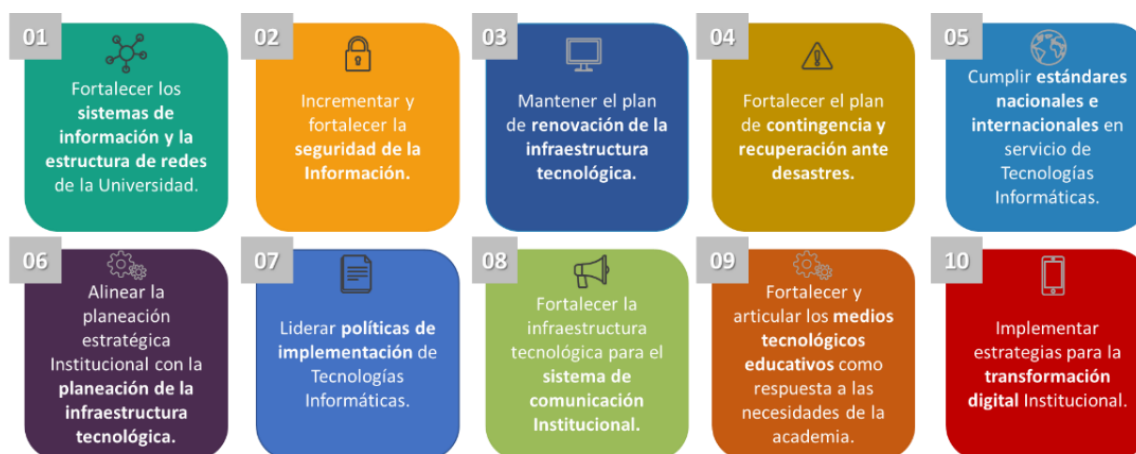 01
Fortalecer los
sistemas de
información y la
estructura de redes
de la Universidad.
02
Incrementar y
fortalecer la
seguridad de la
Información.
03
Mantener el plan
de renovación de la
infraestructura
tecnológica.
04
Fortalecer el plan
de contingencia y
recuperación ante
desastres.
05
Cumplir estándares
nacionales e
internacionales en
servicio de
Tecnologías
Informáticas.
06
Alinear la
planeación
estratégica
Institucional con la
planeación de la
infraestructura
tecnológica.
07
Liderar políticas de
implementación de
Tecnologías
Informáticas.
08
Fortalecer la
infraestructura
tecnológica para el
sistema de
comunicación
Institucional.
09
Fortalecer y
articular los medios
tecnológicos
educativos como
respuesta a las
necesidades de la
academia.
10
Implementar
estrategias para la
transformación
digital Institucional.